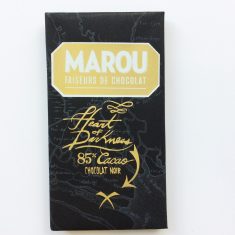 MAROU
FAISEURS DE CHOCOLAT
Heart
of
Darkness
85% Cacao
CHOCOLAT NOIR